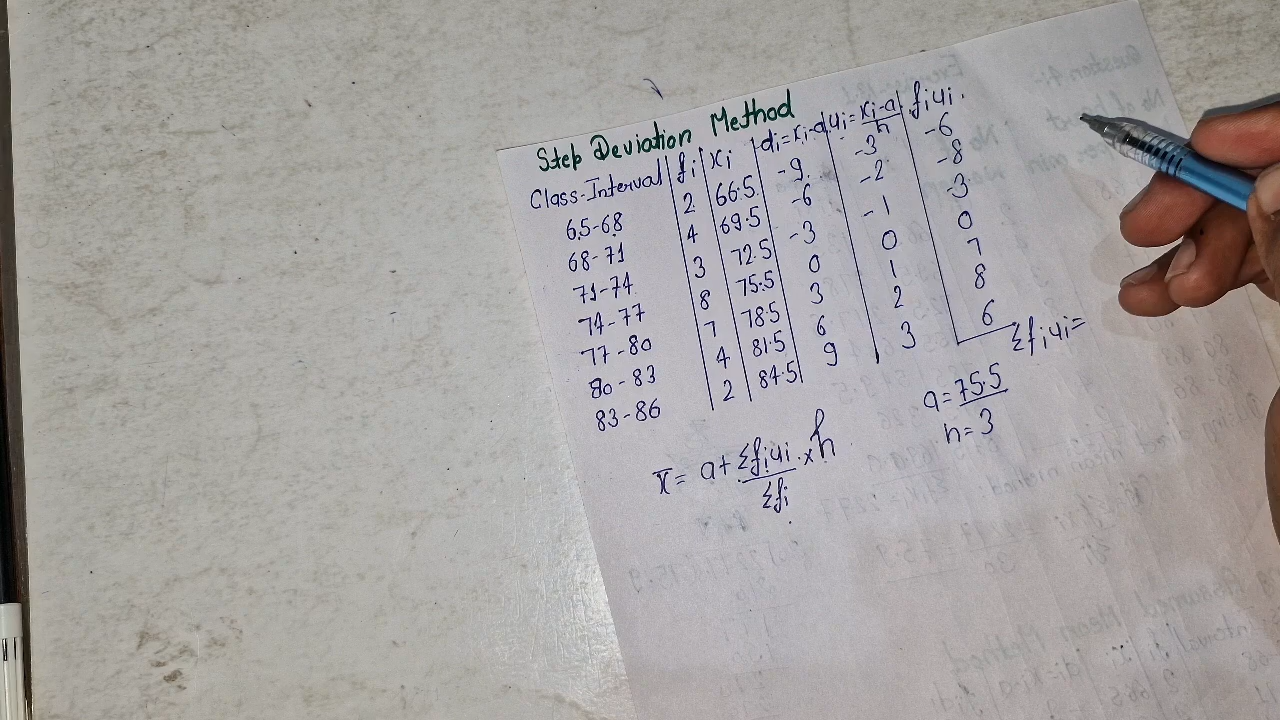 Step Deviation Method
Class-Interval fi xi di=xi-a ui=xi-a/h fiui
65-68 2 66.5 -9 -3 -6
68-71 4 69.5 -6 -2 -8
71-74 3 72.5 -3 -1 -3
74-77 8 75.5 0 0 0
77-80 7 78.5 3 1 7
80-83 4 81.5 6 2 8
83-86 2 84.5 9 3 6
Σfiui=
a=75.5
h=3
x̄= a+ Σfiui/Σfi ×h